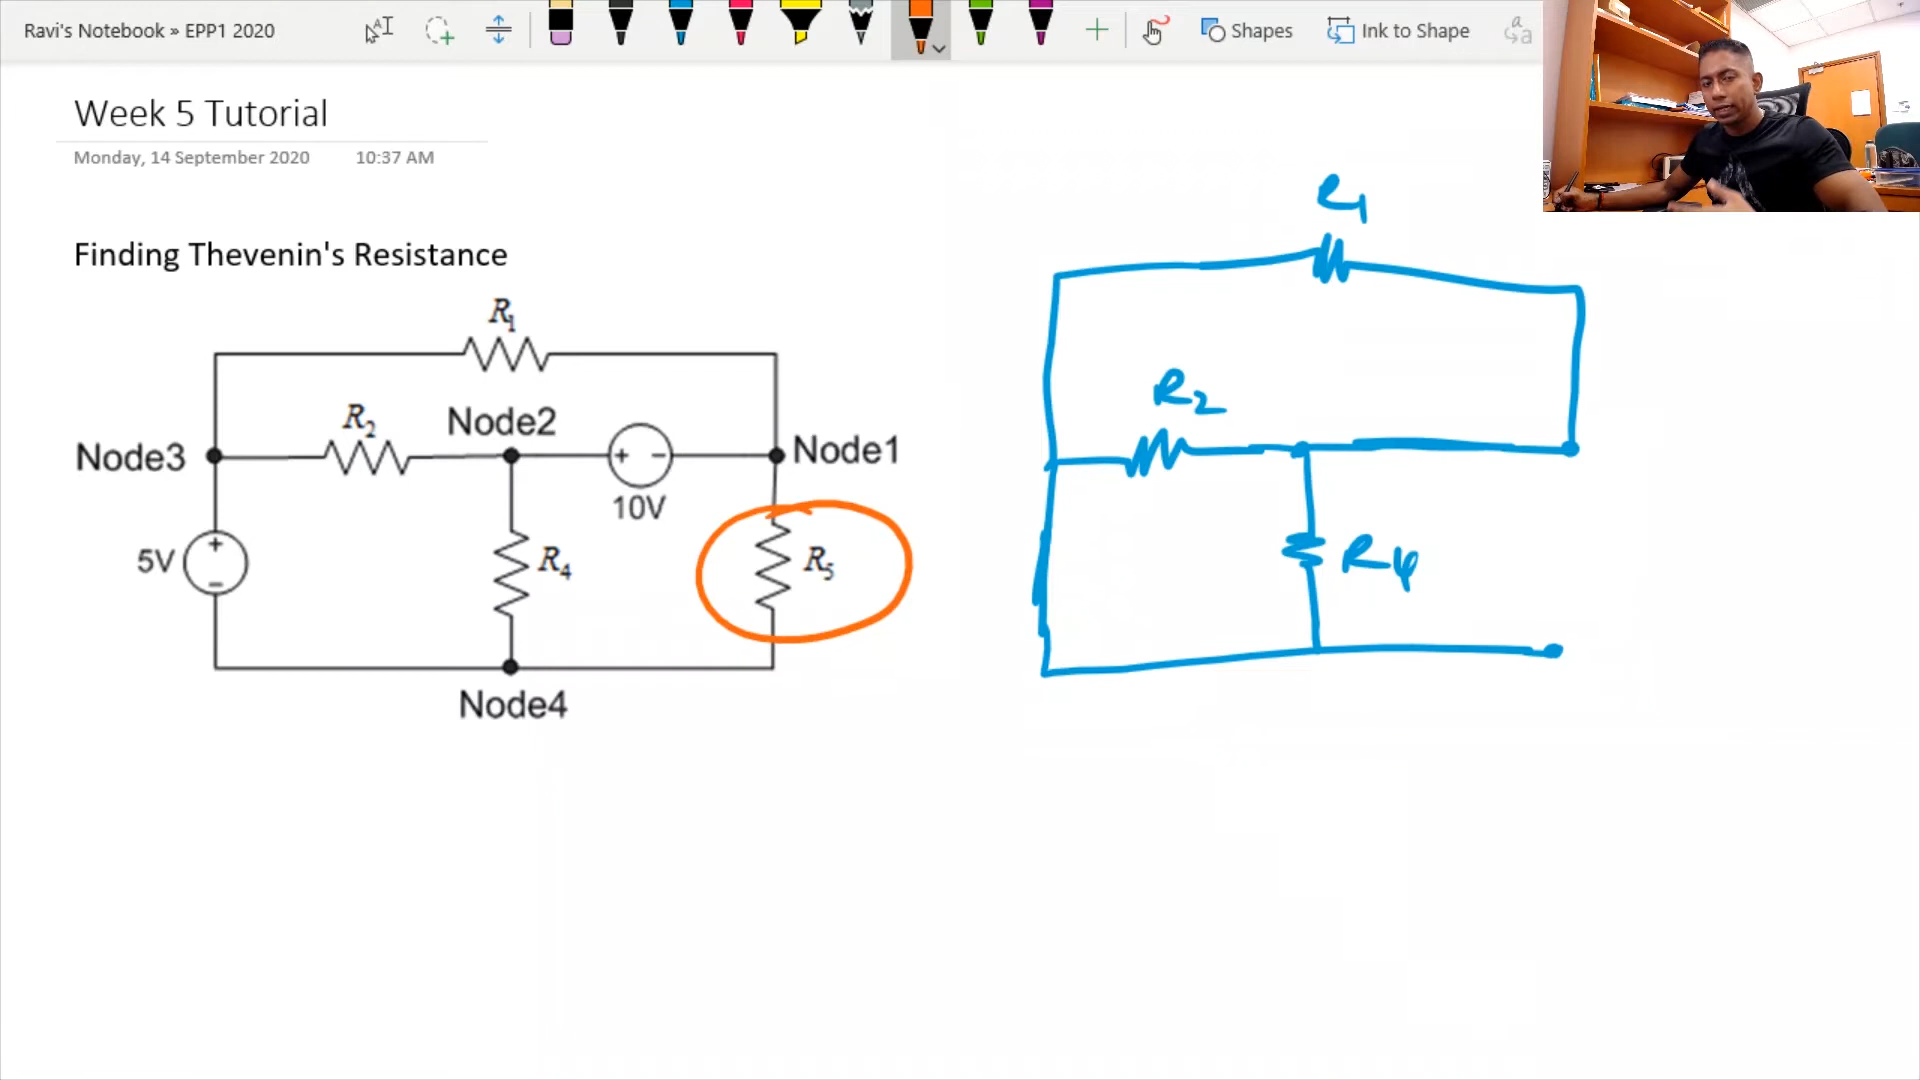 Ravi's Notebook » EPP1 2020
Shapes
Ink to Shape
Week 5 Tutorial
Monday, 14 September 2020 10:37 AM
Finding Thevenin's Resistance
R1
R2
Node2
Node3
Node1
+ −
10V
5V
+
−
R4
R5
Node4
R1
R2
R4